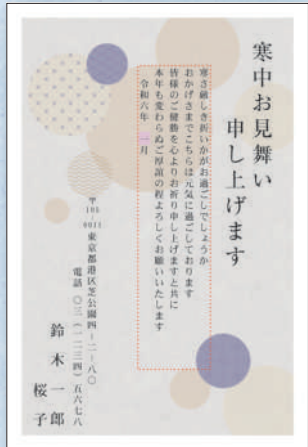 寒中お見舞い
申し上げます
寒さ厳しき折いかがお過ごしでしょうか
おかげさまでこちらは元気に過ごしております
皆様のご健勝を心よりお祈り申し上げますと共に
本年も変わらぬご厚誼の程よろしくお願いいたします
令和六年 一月
〒105-0011
東京都港区芝公園四-二-八〇
電話 〇三(一二三四)五六七八
鈴木一郎
桜子